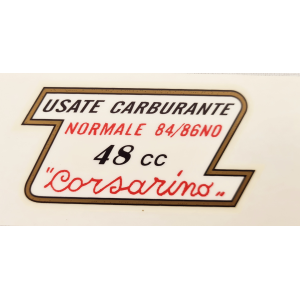 USATE CARBURANTE
NORMALE 84/86NO
48 cc
"Corsarino"